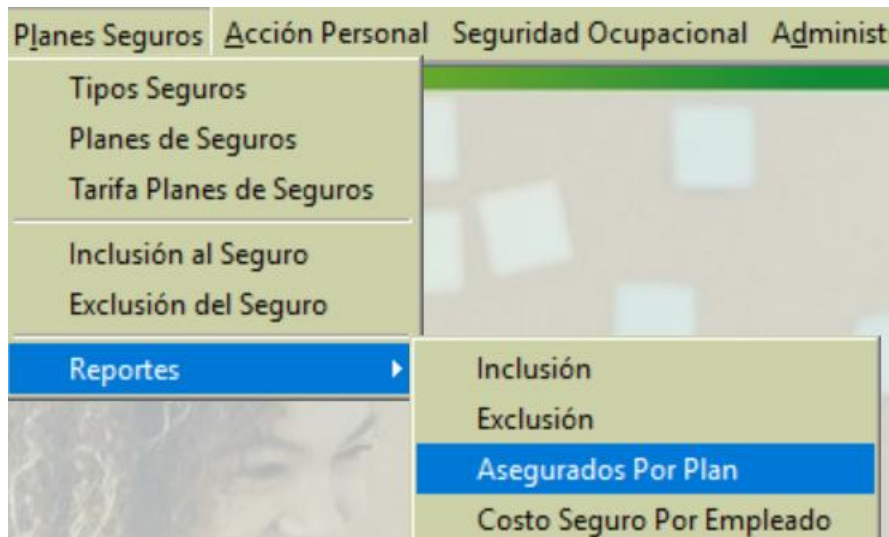 Planes Seguros Acción Personal Seguridad Ocupacional Administ
Tipos Seguros
Planes de Seguros
Tarifa Planes de Seguros
Inclusión al Seguro
Exclusión del Seguro
Reportes
Inclusión
Exclusión
Asegurados Por Plan
Costo Seguro Por Empleado